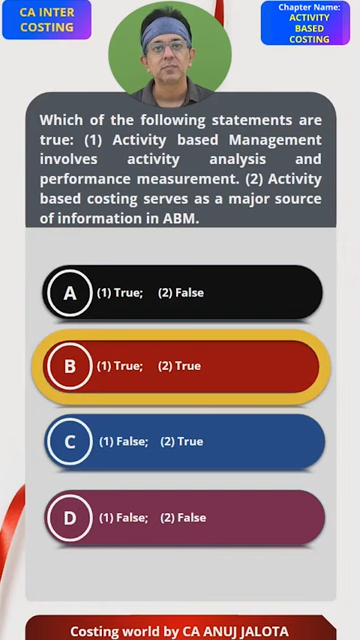 CA INTER
COSTING
Chapter Name:
ACTIVITY
BASED
COSTING
Which of the following statements are
true: (1) Activity based Management
involves activity analysis and
performance measurement. (2) Activity
based costing serves as a major source
of information in ABM.
A (1) True; (2) False
B (1) True; (2) True
C (1) False; (2) True
D (1) False; (2) False
Costing world by CA ANUJ JALOTA